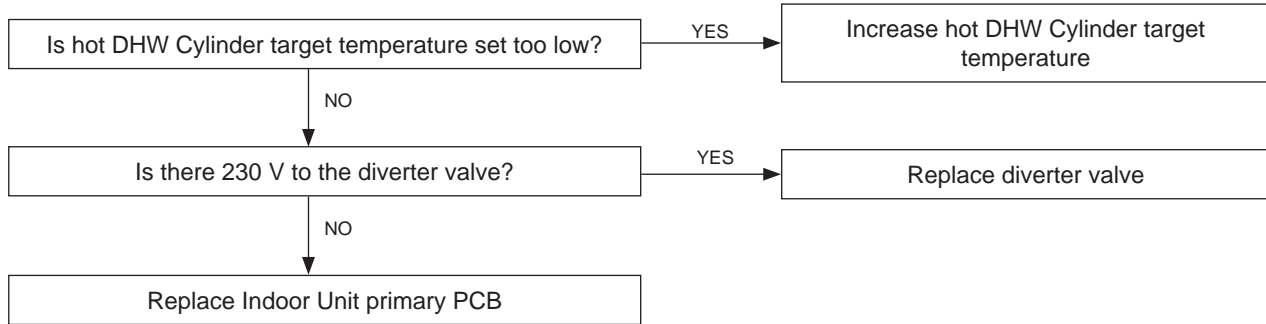 Is hot DHW Cylinder target temperature set too low?
YES
Increase hot DHW Cylinder target
temperature
NO
Is there 230 V to the diverter valve?
YES
Replace diverter valve
NO
Replace Indoor Unit primary PCB